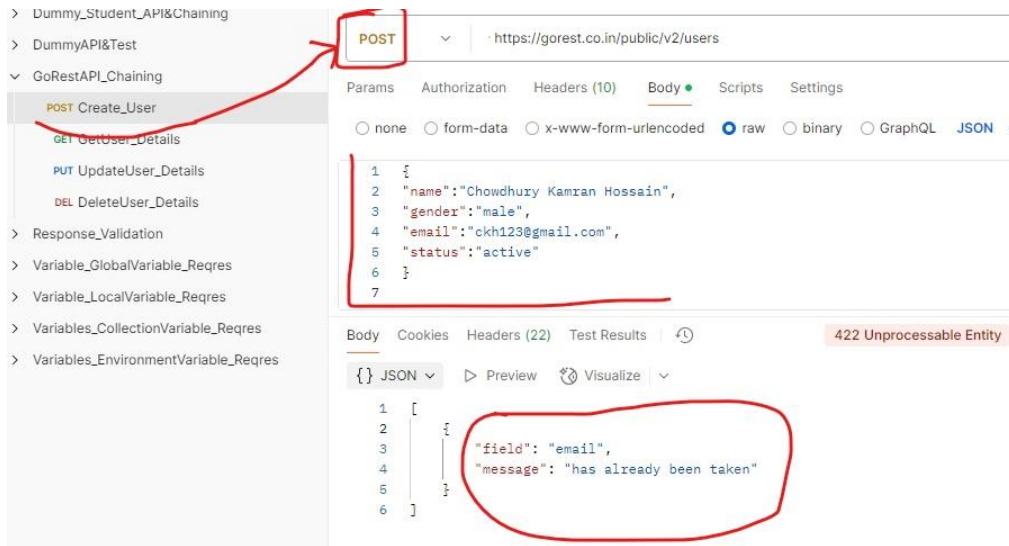 Dummy_Student_API&Chaining
DummyAPI&Test
GoRestAPI_Chaining
POST Create_User
GET GetUser_Details
PUT UpdateUser_Details
DEL DeleteUser_Details
Response_Validation
Variable_GlobalVariable_Reqres
Variable_LocalVariable_Reqres
Variables_CollectionVariable_Reqres
Variables_EnvironmentVariable_Reqres
POST https://gorest.co.in/public/v2/users
Params Authorization Headers (10) Body Scripts Settings
none form-data x-www-form-urlencoded raw binary GraphQL JSON
1 {
2 "name":"Chowdhury Kamran Hossain",
3 "gender":"male",
4 "email":"ckh123@gmail.com",
5 "status":"active"
6 }
7
Body Cookies Headers (22) Test Results 422 Unprocessable Entity
{} JSON Preview Visualize
1 [
2 {
3 "field": "email",
4 "message": "has already been taken"
5 }
6 ]